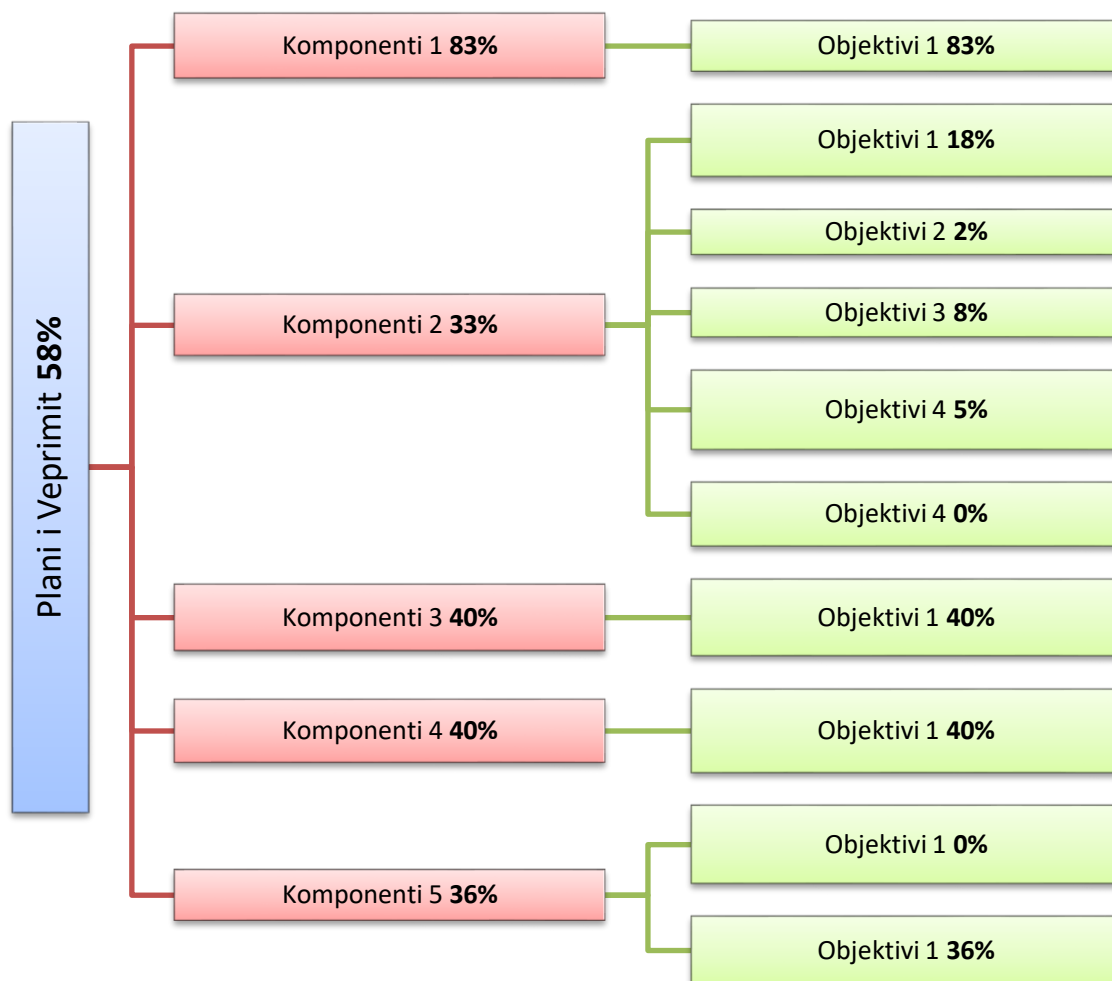 Plani i Veprimit 58%
Komponenti 1 83%
Objektivi 1 83%
Komponenti 2 33%
Objektivi 1 18%
Objektivi 2 2%
Objektivi 3 8%
Objektivi 4 5%
Objektivi 4 0%
Komponenti 3 40%
Objektivi 1 40%
Komponenti 4 40%
Objektivi 1 40%
Komponenti 5 36%
Objektivi 1 0%
Objektivi 1 36%